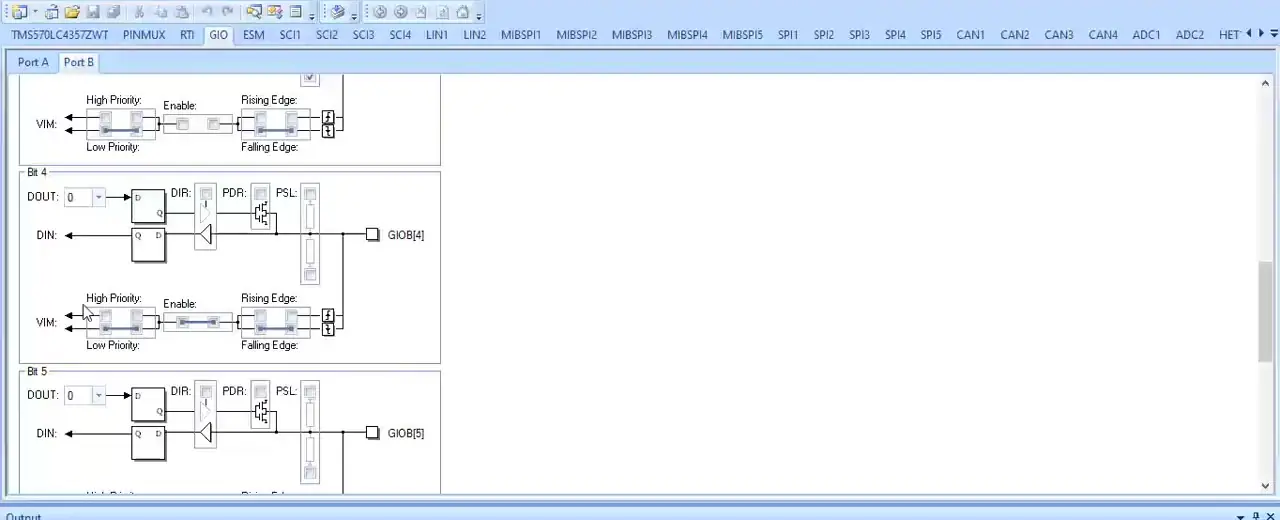 TMS570LC4357ZWT PINMUX RTI GIO ESM SCI1 SCI2 SCI3 SCI4 LIN1 LIN2 MIBSPI1 MIBSPI2 MIBSPI3 MIBSPI4 MIBSPI5 SPI1 SPI2 SPI3 SPI4 SPI5 CAN1 CAN2 CAN3 CAN4 ADC1 ADC2 HET
Port A Port B
High Priority: Enable: Rising Edge:
VIM:
Low Priority: Falling Edge:
Bit 4
DOUT: 0 D Q DIR: PDR: PSL:
DIN: Q D GIOB[4]
High Priority: Enable: Rising Edge:
VIM:
Low Priority: Falling Edge:
Bit 5
DOUT: 0 D Q DIR: PDR: PSL:
DIN: Q D GIOB[5]
Output